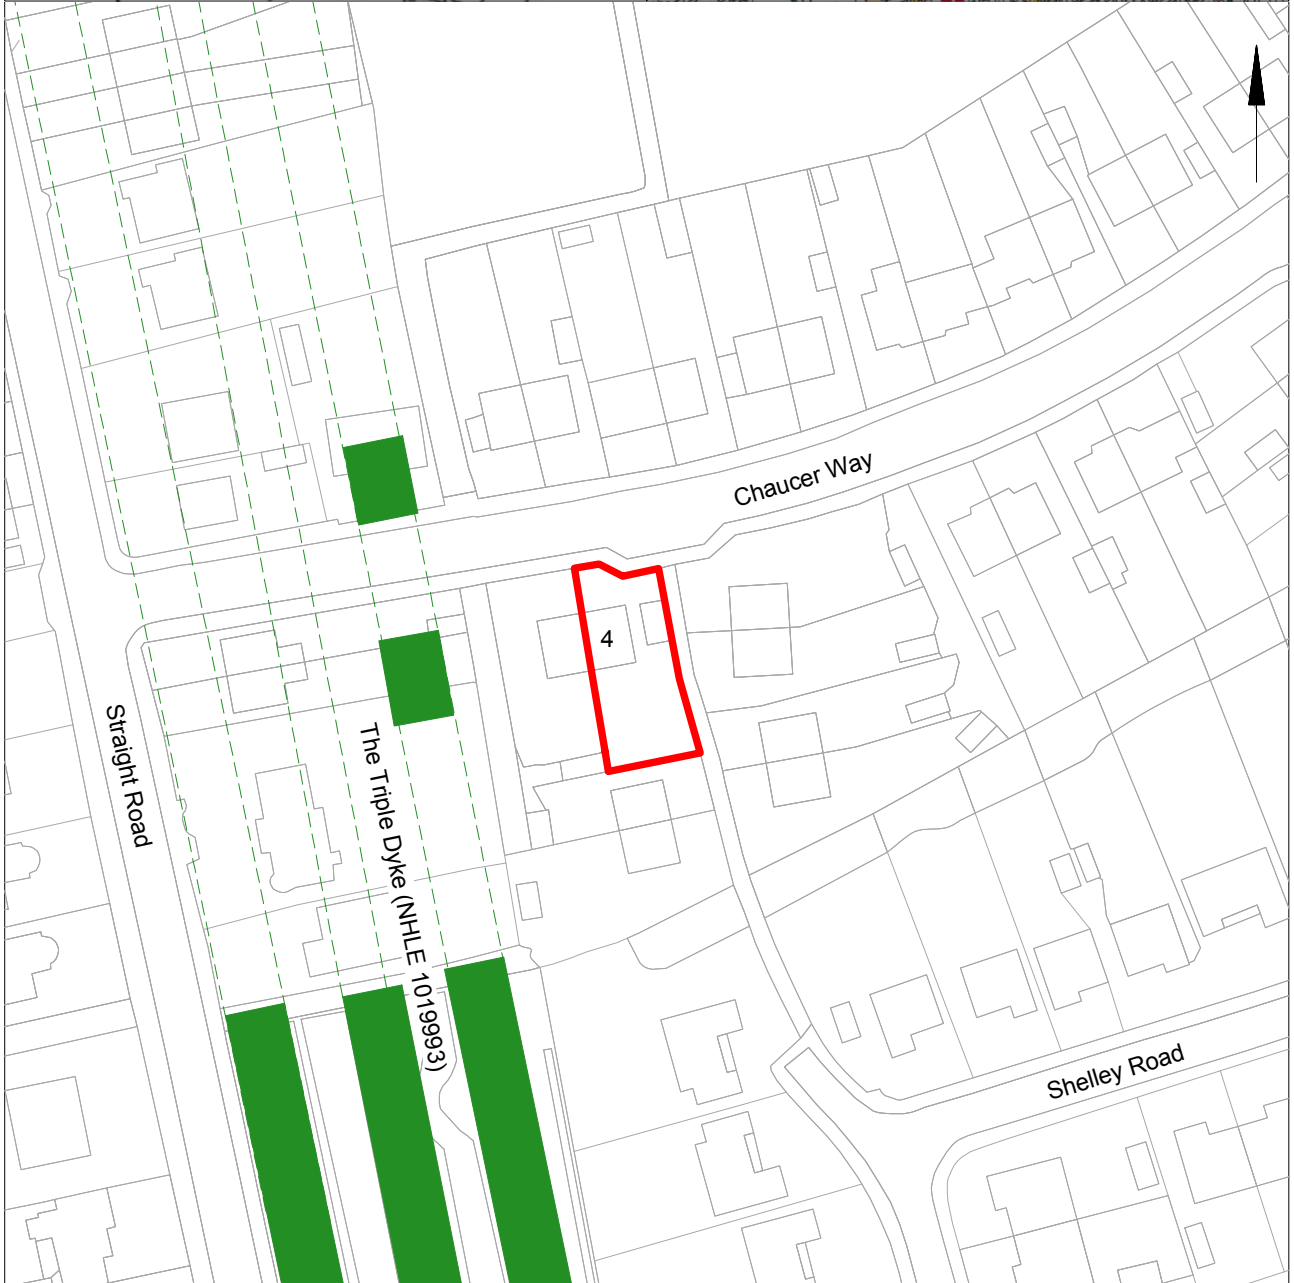 Chaucer Way
4
Straight Road
The Triple Dyke (NHLE 1019993)
Shelley Road